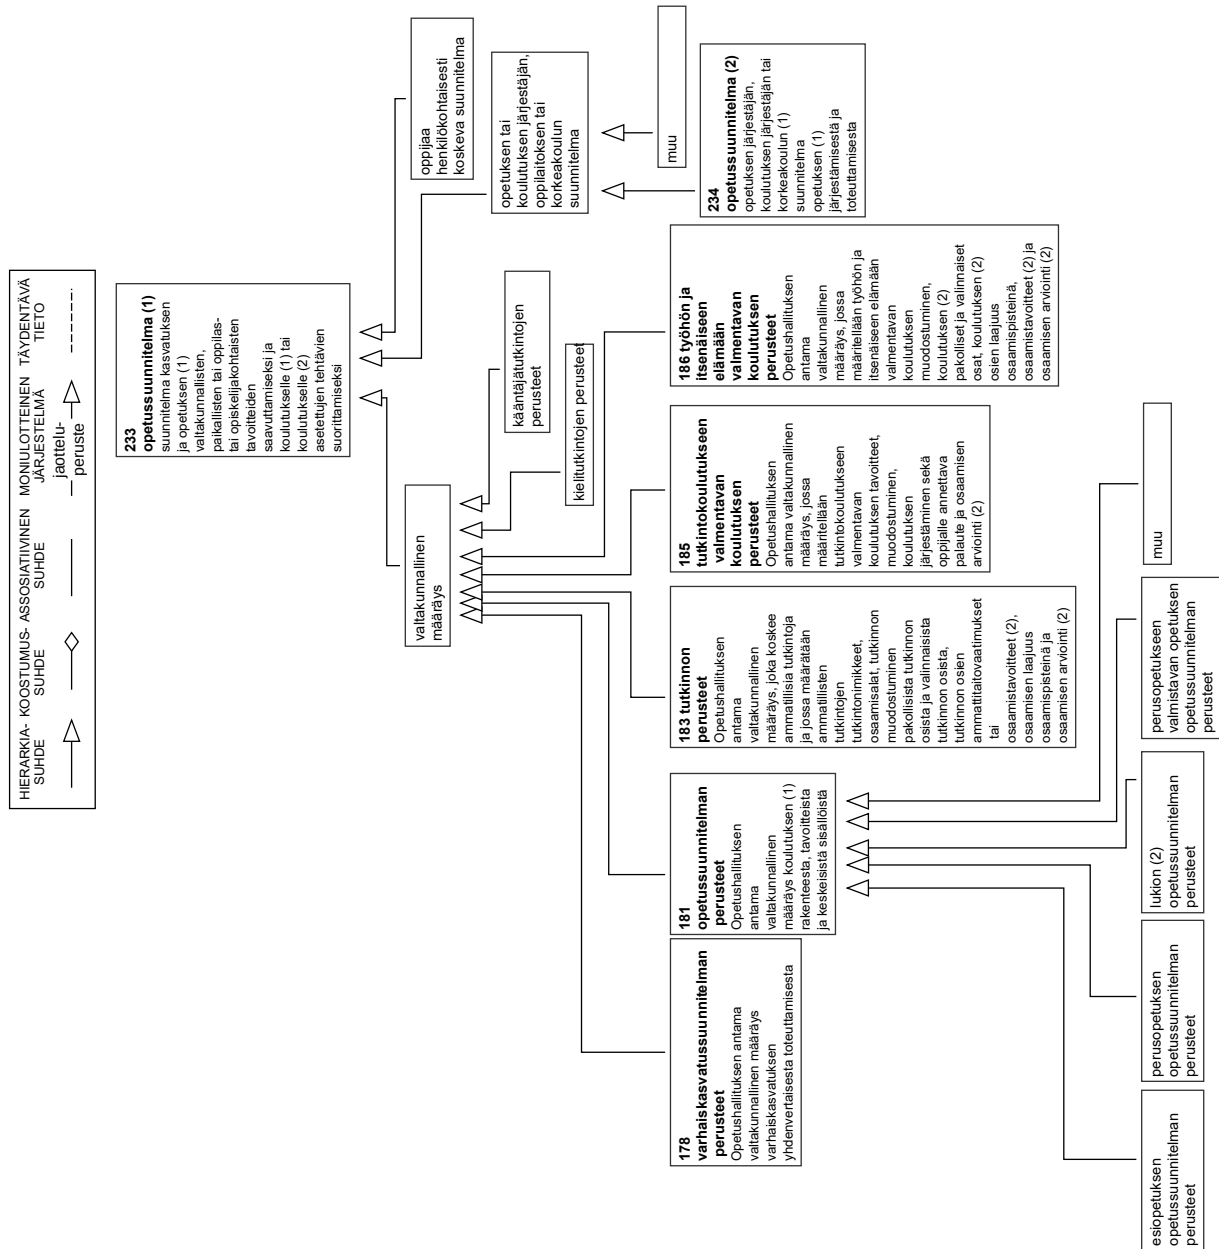 HIERARKIA-
SUHDE
KOOSTUMUS-
SUHDE
ASSOSIATIIVINEN
SUHDE
MONIULOTTEINEN
JÄRJESTELMÄ
jaottelu-
peruste
TÄYDENTÄVÄ
TIETO
233
opetussuunnitelma (1)
suunnitelma kasvatuksen
ja opetuksen (1)
valtakunnallisten,
paikallisten tai oppilas-
tai opiskelijakohtaisten
tavoitteiden
saavuttamiseksi ja
koulutukselle (1) tai
koulutukselle (2)
asetettujen tehtävien
suorittamiseksi
valtakunnallinen
määräys
oppijaa
henkilökohtaisesti
koskeva suunnitelma
opetuksen tai
koulutuksen järjestäjän,
oppilaitoksen tai
korkeakoulun
suunnitelma
kääntäjätutkintojen
perusteet
kielitutkintojen perusteet
178
varhaiskasvatussuunnitelman
perusteet
Opetushallituksen antama
valtakunnallinen määräys
varhaiskasvatuksen
yhdenvertaisesta toteuttamisesta
181
opetussuunnitelman
perusteet
Opetushallituksen
antama
valtakunnallinen
määräys koulutuksen (1)
rakenteesta, tavoitteista
ja keskeisistä sisällöistä
183 tutkinnon
perusteet
Opetushallituksen
antama
valtakunnallinen
määräys, joka koskee
ammatillisia tutkintoja
ja jossa määrätään
ammatillisten
tutkintojen
tutkintonimikkeet,
osaamisalat, tutkinnon
muodostuminen
pakollisista tutkinnon
osista ja valinnaisista
tutkinnon osista,
tutkinnon osien
ammattitaitovaatimukset
tai
osaamistavoitteet (2),
osaamisen laajuus
osaamispisteinä ja
osaamisen arviointi (2)
185
tutkintokoulutukseen
valmentavan
koulutuksen
perusteet
Opetushallituksen
antama valtakunnallinen
määräys, jossa
määritellään
tutkintokoulutukseen
valmentavan
koulutuksen tavoitteet,
muodostuminen,
koulutuksen
järjestäminen sekä
oppijalle annettava
palaute ja osaamisen
arviointi (2)
186 työhön ja
itsenäiseen
elämään
valmentavan
koulutuksen
perusteet
Opetushallituksen
antama
valtakunnallinen
määräys, jossa
määritellään työhön ja
itsenäiseen elämään
valmentavan
koulutuksen
muodostuminen,
koulutuksen (2)
pakolliset ja valinnaiset
osat, koulutuksen (2)
osien laajuus
osaamispisteinä,
osaamistavoitteet (2) ja
osaamisen arviointi (2)
234
opetussuunnitelma (2)
opetuksen järjestäjän,
koulutuksen järjestäjän tai
korkeakoulun (1)
suunnitelma
opetuksen (1)
järjestämisestä ja
toteuttamisesta
muu
esiopetuksen
opetussuunnitelman
perusteet
perusopetuksen
opetussuunnitelman
perusteet
lukion (2)
opetussuunnitelman
perusteet
perusopetukseen
valmistavan opetuksen
opetussuunnitelman
perusteet
muu